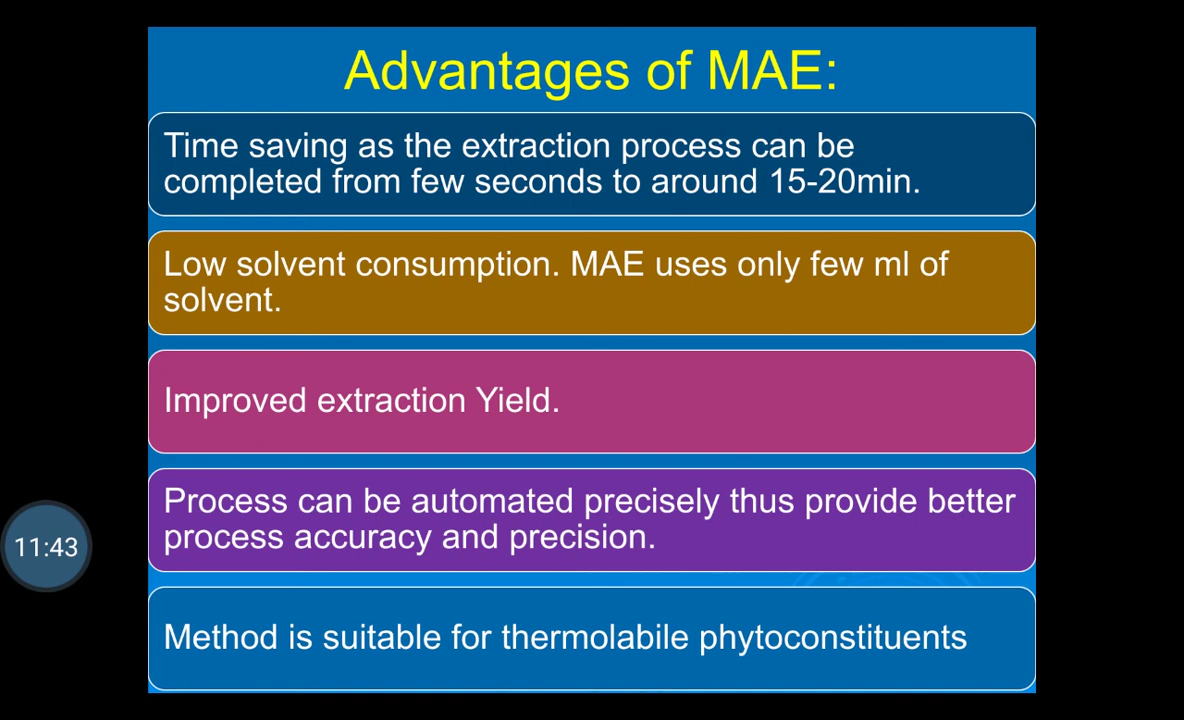 Advantages of MAE:
Time saving as the extraction process can be
completed from few seconds to around 15-20min.
Low solvent consumption. MAE uses only few ml of
solvent.
Improved extraction Yield.
Process can be automated precisely thus provide better
process accuracy and precision.
11:43
Method is suitable for thermolabile phytoconstituents